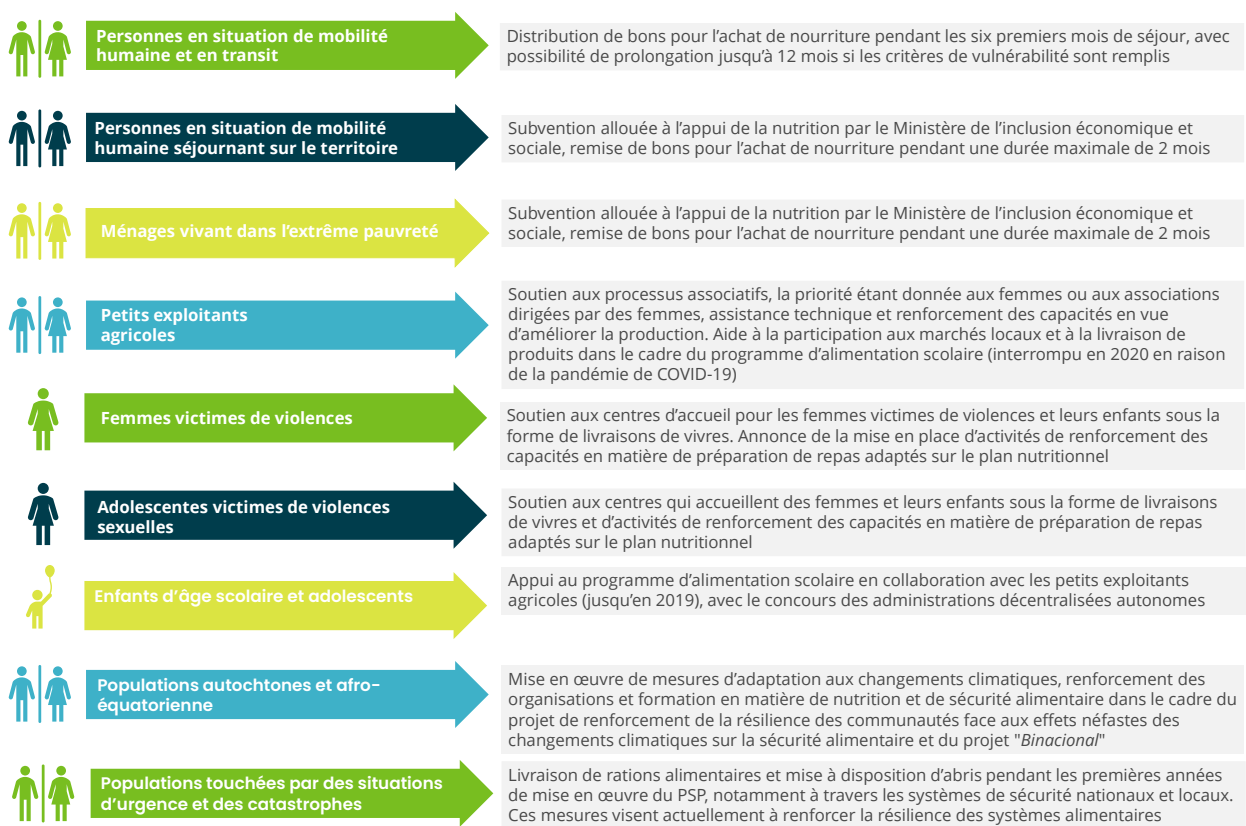 Personnes en situation de mobilité
humaine et en transit
Distribution de bons pour l'achat de nourriture pendant les six premiers mois de séjour, avec
possibilité de prolongation jusqu'à 12 mois si les critères de vulnérabilité sont remplis
Personnes en situation de mobilité
humaine séjournant sur le territoire
Subvention allouée à l'appui de la nutrition par le Ministère de l'inclusion économique et
sociale, remise de bons pour l'achat de nourriture pendant une durée maximale de 2 mois
Ménages vivant dans l'extrême pauvreté
Subvention allouée à l'appui de la nutrition par le Ministère de l'inclusion économique et
sociale, remise de bons pour l'achat de nourriture pendant une durée maximale de 2 mois
Petits exploitants
agricoles
Soutien aux processus associatifs, la priorité étant donnée aux femmes ou aux associations
dirigées par des femmes, assistance technique et renforcement des capacités en vue
d'améliorer la production. Aide à la participation aux marchés locaux et à la livraison de
produits dans le cadre du programme d'alimentation scolaire (interrompu en 2020 en raison
de la pandémie de COVID-19)
Femmes victimes de violences
Soutien aux centres d'accueil pour les femmes victimes de violences et leurs enfants sous la
forme de livraisons de vivres. Annonce de la mise en place d'activités de renforcement des
capacités en matière de préparation de repas adaptés sur le plan nutritionnel
Adolescentes victimes de violences
sexuelles
Soutien aux centres qui accueillent des femmes et leurs enfants sous la forme de livraisons
de vivres et d'activités de renforcement des capacités en matière de préparation de repas
adaptés sur le plan nutritionnel
Enfants d'âge scolaire et adolescents
Appui au programme d'alimentation scolaire en collaboration avec les petits exploitants
agricoles (jusqu'en 2019), avec le concours des administrations décentralisées autonomes
Populations autochtones et afro-
équatorienne
Mise en œuvre de mesures d'adaptation aux changements climatiques, renforcement des
organisations et formation en matière de nutrition et de sécurité alimentaire dans le cadre du
projet de renforcement de la résilience des communautés face aux effets néfastes des
changements climatiques sur la sécurité alimentaire et du projet "Binacional"
Populations touchées par des situations
d'urgence et des catastrophes
Livraison de rations alimentaires et mise à disposition d'abris pendant les premières années
de mise en œuvre du PSP, notamment à travers les systèmes de sécurité nationaux et locaux.
Ces mesures visent actuellement à renforcer la résilience des systèmes alimentaires